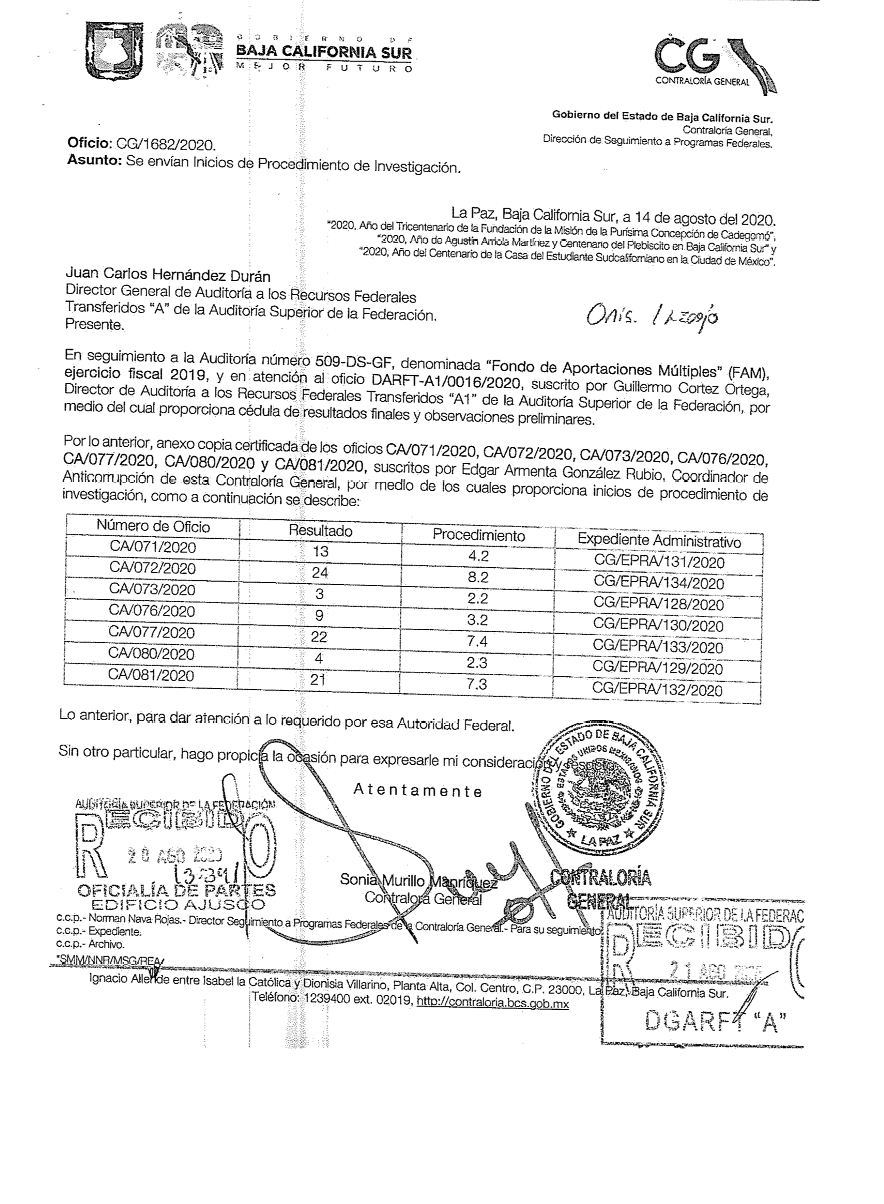 GOBIERNO DE
BAJA CALIFORNIA SUR
MEJOR FUTURO
CG
CONTRALORÍA GENERAL
Gobierno del Estado de Baja California Sur.
Contraloría General,
Dirección de Seguimiento a Programas Federales.
Oficio: CG/1682/2020.
Asunto: Se envían Inicios de Procedimiento de Investigación.
La Paz, Baja California Sur, a 14 de agosto del 2020.
"2020, Año del Tricentenario de la Fundación de la Misión de la Purísima Concepción de Cadegomó",
"2020, Año de Agustín Arriola Martínez y Centenario del Plebiscito en Baja California Sur" y
"2020, Año del Centenario de la Casa del Estudiante Sudcaliforniano en la Ciudad de México".
Juan Carlos Hernández Durán
Director General de Auditoría a los Recursos Federales
Transferidos "A" de la Auditoría Superior de la Federación.
Presente.
En seguimiento a la Auditoría número 509-DS-GF, denominada "Fondo de Aportaciones Múltiples" (FAM),
ejercicio fiscal 2019, y en atención al oficio DARFT-A1/0016/2020, suscrito por Guillermo Cortez Ortega,
Director de Auditoría a los Recursos Federales Transferidos "A1" de la Auditoría Superior de la Federación, por
medio del cual proporciona cédula de resultados finales y observaciones preliminares.
Por lo anterior, anexo copia certificada de los oficios CA/071/2020, CA/072/2020, CA/073/2020, CA/076/2020,
CA/077/2020, CA/080/2020 y CA/081/2020, suscritos por Edgar Armenta González Rubio, Coordinador de
Anticorrupción de esta Contraloría General, por medio de los cuales proporciona inicios de procedimiento de
investigación, como a continuación se describe:
Número de Oficio Resultado Procedimiento Expediente Administrativo
CA/071/2020 13 4.2 CG/EPRA/131/2020
CA/072/2020 24 8.2 CG/EPRA/134/2020
CA/073/2020 3 2.2 CG/EPRA/128/2020
CA/076/2020 9 3.2 CG/EPRA/130/2020
CA/077/2020 22 7.4 CG/EPRA/133/2020
CA/080/2020 4 2.3 CG/EPRA/129/2020
CA/081/2020 21 7.3 CG/EPRA/132/2020
Lo anterior, para dar atención a lo requerido por esa Autoridad Federal.
Sin otro particular, hago propicia la ocasión para expresarle mi consideración y
Atentamente
GOBIERNO DEL ESTADO DE BAJA CALIFORNIA SUR
ESTADOS UNIDOS MEXICANOS
LA PAZ
AUDITORÍA SUPERIOR DE LA FEDERACIÓN
RECIBIDO
20 AGO 2020
13:39
OFICIALÍA DE PARTES
EDIFICIO AJUSCO
Sonia Murillo Manríquez
Contralora General
CONTRALORÍA
GENERAL
c.c.p.- Norman Nava Rojas.- Director Seguimiento a Programas Federales de la Contraloría General.- Para su seguimiento.
c.c.p.- Expediente.
c.c.p.- Archivo.
*SMM/NNR/MSG/REA/
AUDITORÍA SUPERIOR DE LA FEDERAC
RECIBIDO
21 AGO 2020
DGARFT "A"
Ignacio Allende entre Isabel la Católica y Dionisia Villarino, Planta Alta, Col. Centro, C.P. 23000, La Paz, Baja California Sur.
Teléfono: 1239400 ext. 02019, http://contraloria.bcs.gob.mx